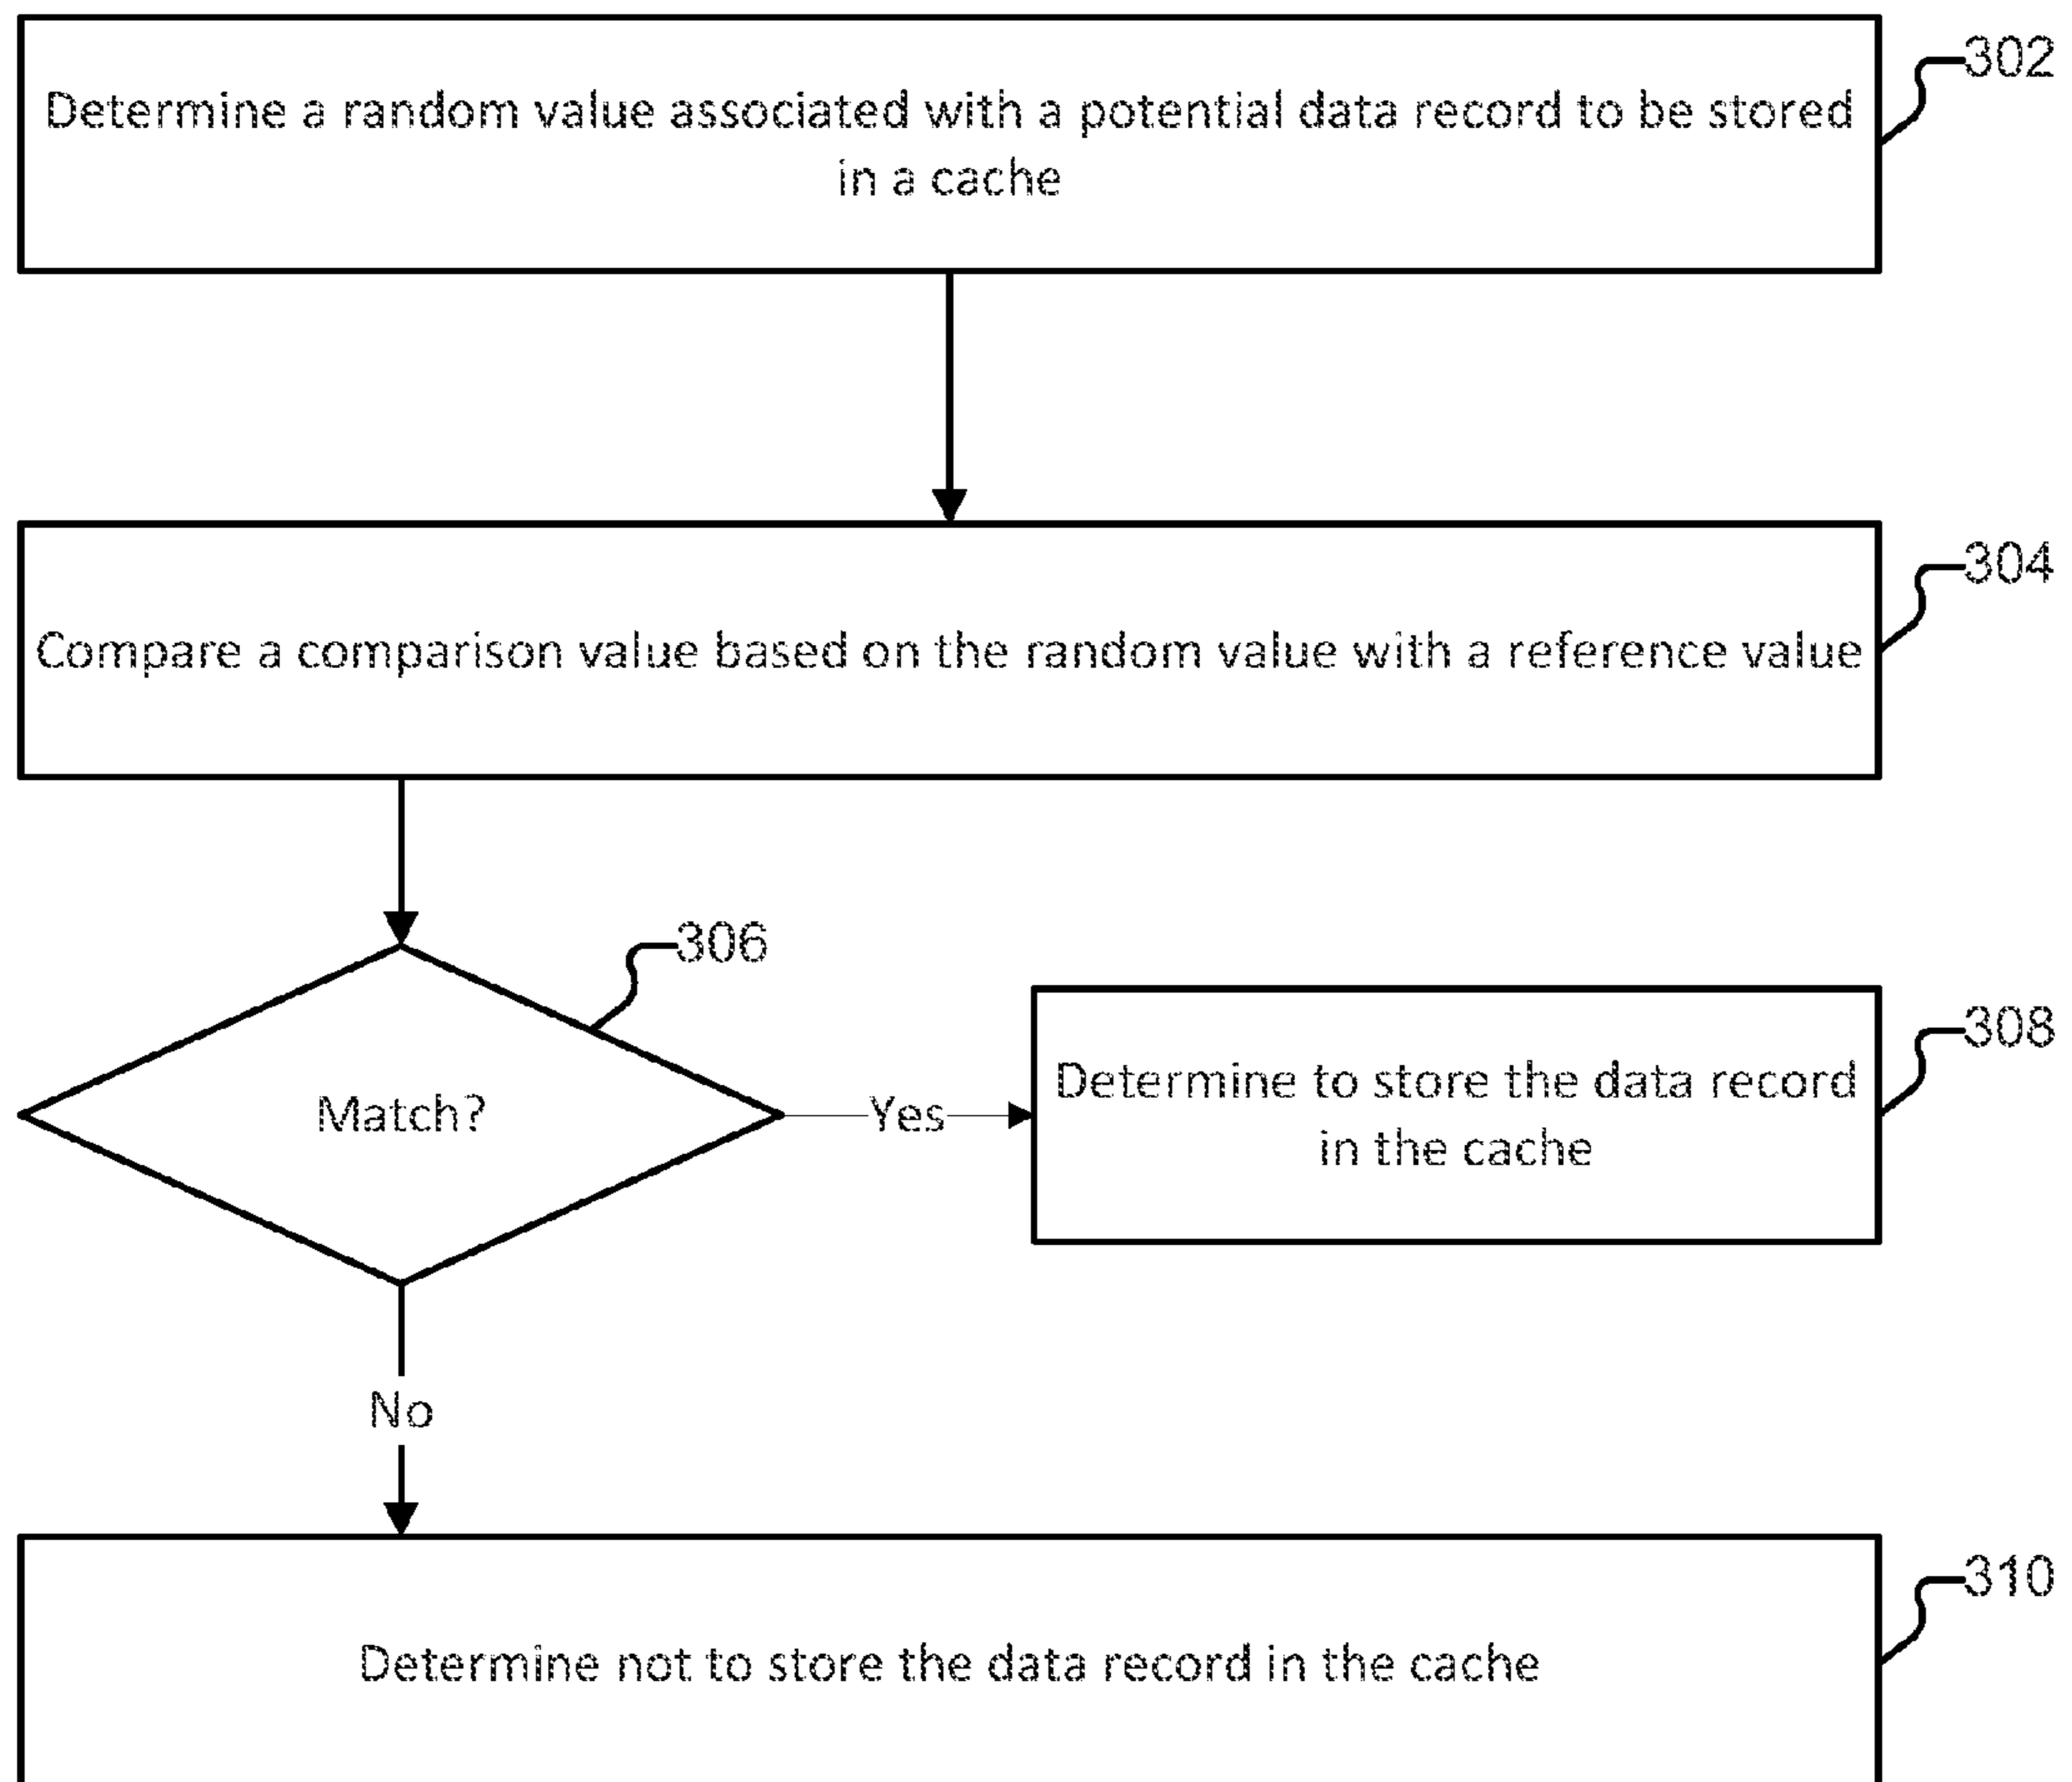 302
Determine a random value associated with a potential data record to be stored
in a cache
304
Compare a comparison value based on the random value with a reference value
306
Match?
Yes
308
Determine to store the data record
in the cache
No
310
Determine not to store the data record in the cache